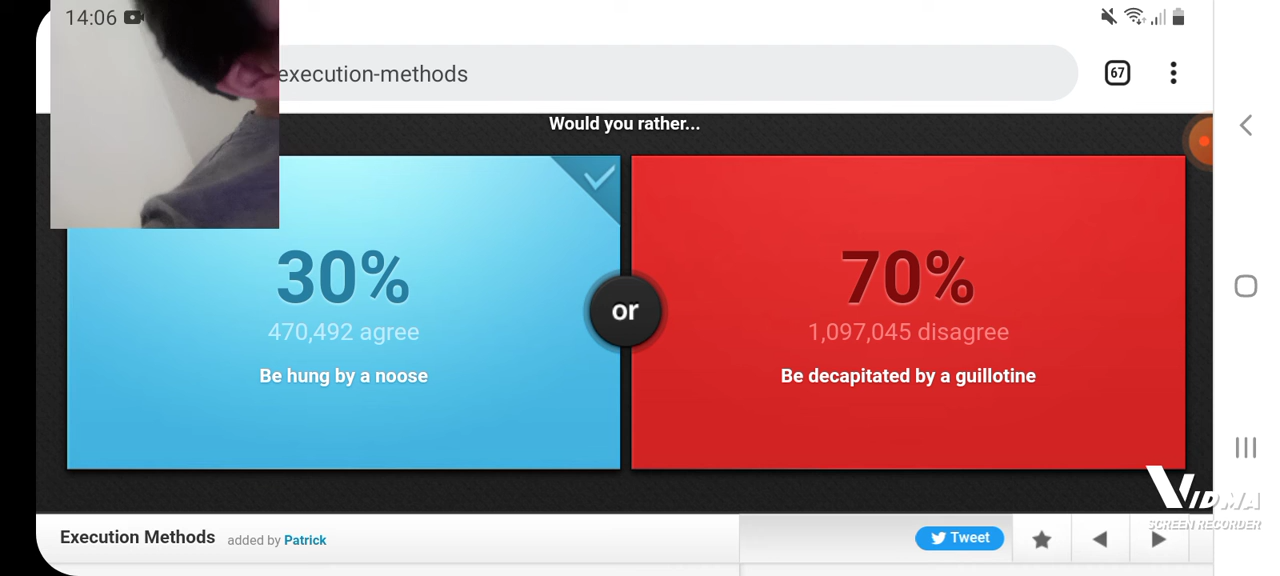 14:06
execution-methods
67
Would you rather...
30%
470,492 agree
Be hung by a noose
or
70%
1,097,045 disagree
Be decapitated by a guillotine
Execution Methods added by Patrick
Tweet
VIDMA
SCREEN RECORDER